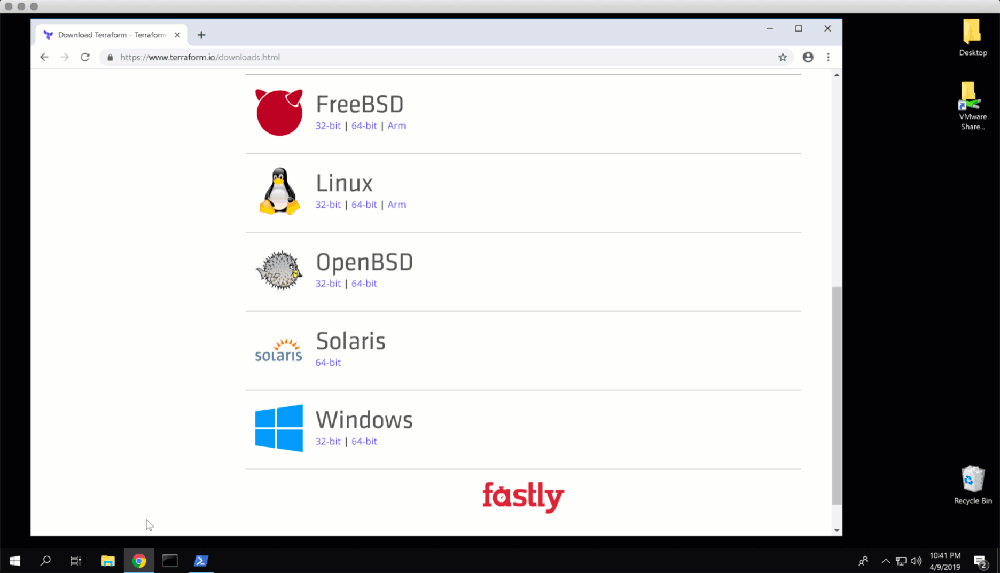 Download Terraform - Terraform
https://www.terraform.io/downloads.html
Desktop
VMware
Share...
FreeBSD
32-bit | 64-bit | Arm
Linux
32-bit | 64-bit | Arm
OpenBSD
32-bit | 64-bit
solaris
Solaris
64-bit
Windows
32-bit | 64-bit
fastly
Recycle Bin
10:41 PM
4/9/2019
2